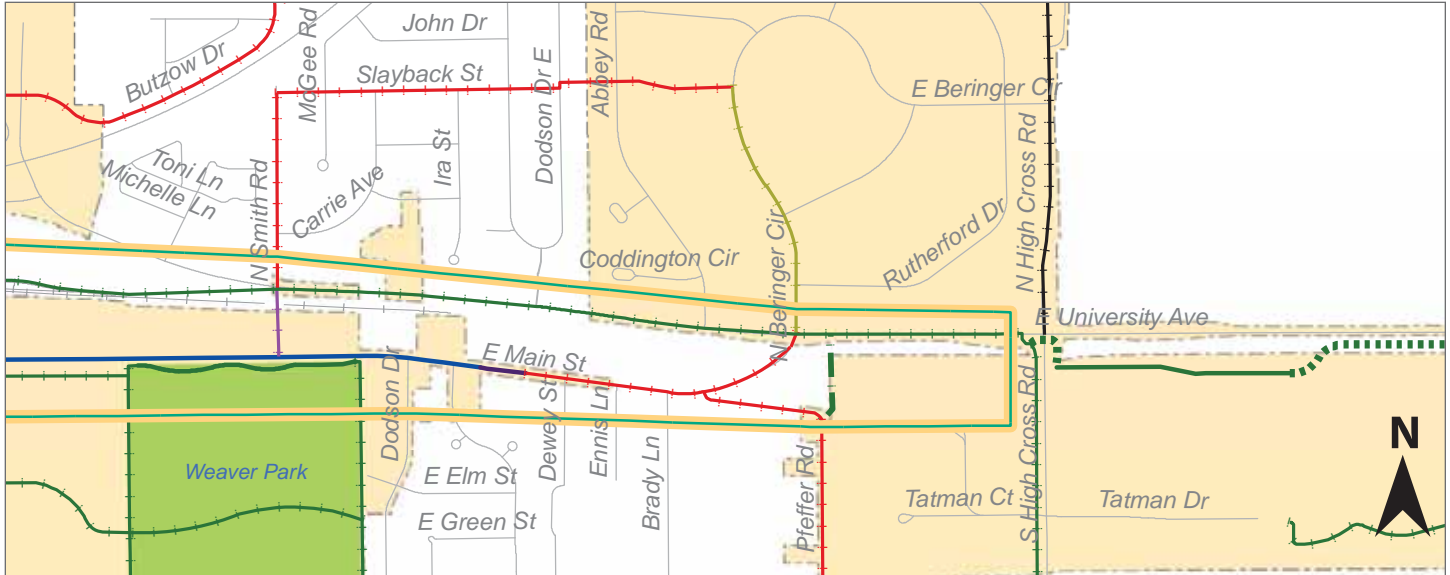 John Dr
McGee Rd
Dodson Dr E
Abbey Rd
Butzow Dr
Slayback St
E Beringer Cir
N High Cross Rd
Ira St
Toni Ln
Michelle Ln
N Smith Rd
Carrie Ave
Coddington Cir
N Beringer Cir
Rutherford Dr
E University Ave
E Main St
Dodson Dr
Dewey St
Ennis Ln
Brady Ln
Pfeffer Rd
S High Cross Rd
N
Weaver Park
E Elm St
E Green St
Tatman Ct
Tatman Dr